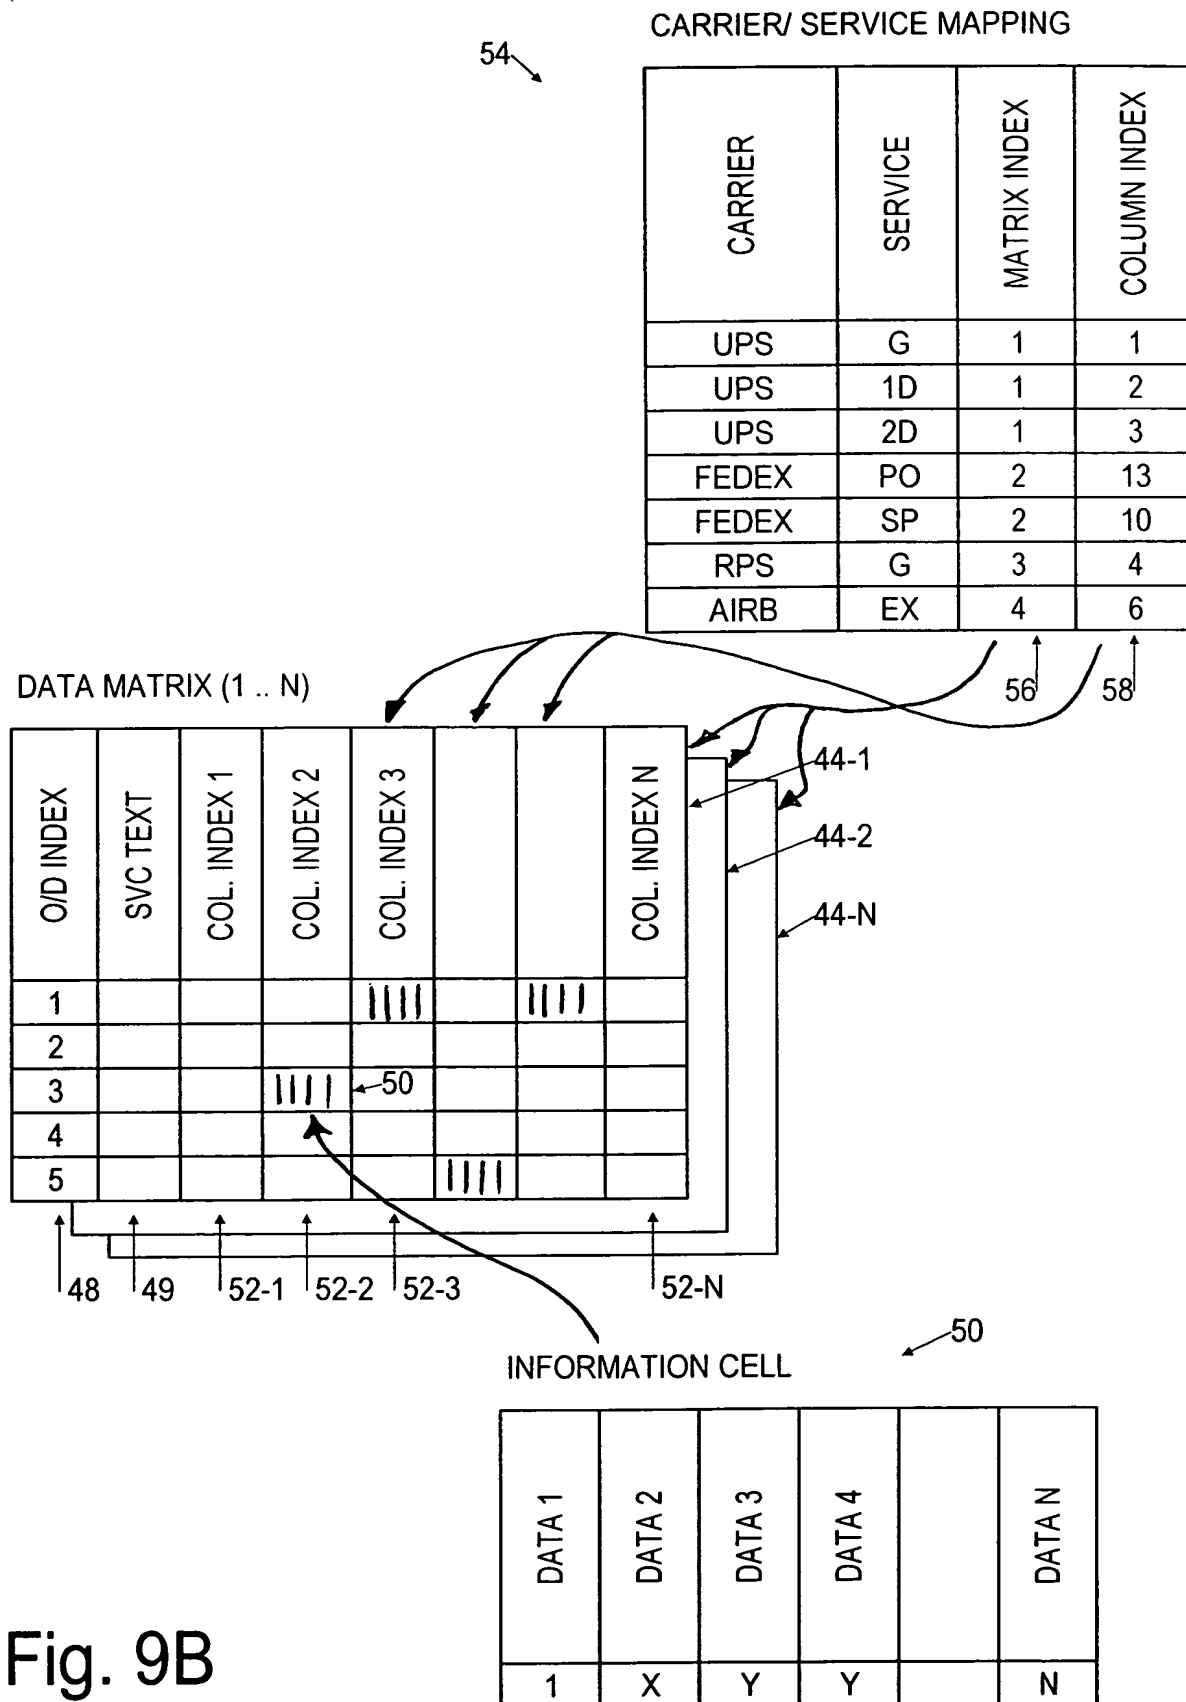 CARRIER/ SERVICE MAPPING
54
CARRIER SERVICE MATRIX INDEX COLUMN INDEX
UPS G 1 1
UPS 1D 1 2
UPS 2D 1 3
FEDEX PO 2 13
FEDEX SP 2 10
RPS G 3 4
AIRB EX 4 6
56 58
DATA MATRIX (1 .. N)
O/D INDEX SVC TEXT COL. INDEX 1 COL. INDEX 2 COL. INDEX 3 COL. INDEX N
44-1
44-2
44-N
1
2
3 50
4
5
48 49 52-1 52-2 52-3 52-N
50
INFORMATION CELL
DATA 1 DATA 2 DATA 3 DATA 4 DATA N
1 X Y Y N
Fig. 9B